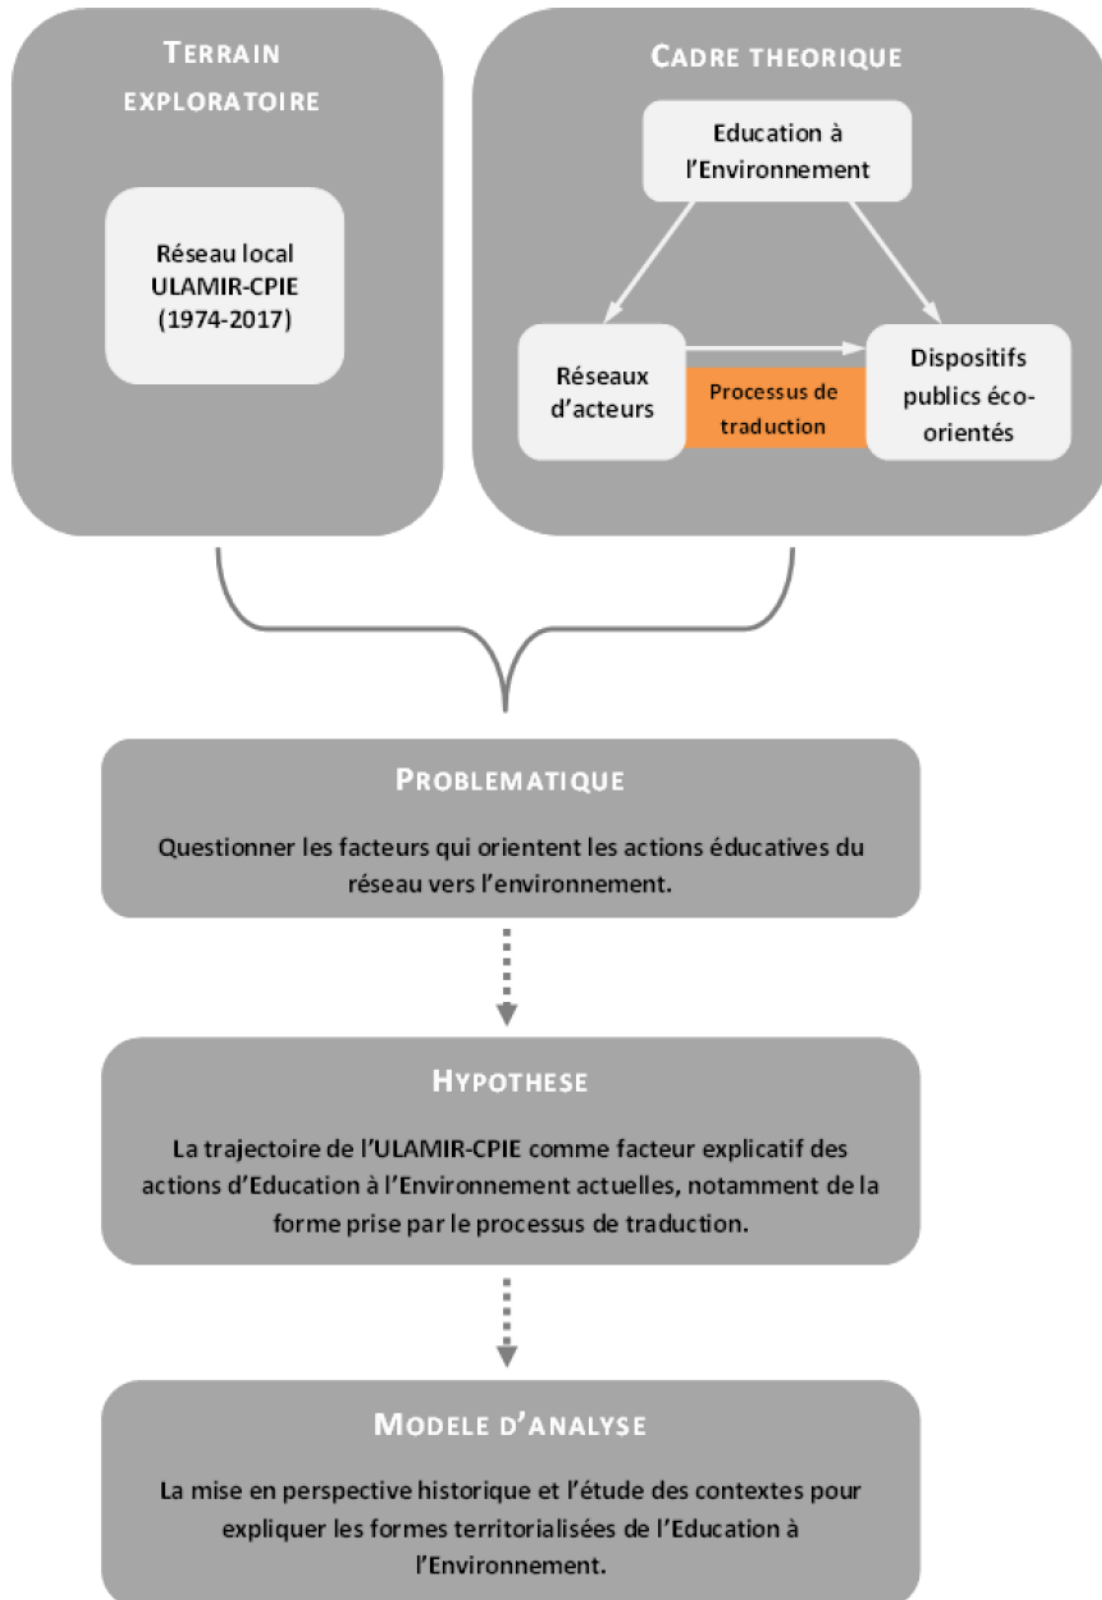 TERRAIN
EXPLORATOIRE
Réseau local
ULAMIR-CPIE
(1974-2017)
CADRE THEORIQUE
Education à
l'Environnement
Réseaux
d'acteurs
Processus de
traduction
Dispositifs
publics éco-
orientés
PROBLEMATIQUE
Questionner les facteurs qui orientent les actions éducatives du
réseau vers l'environnement.
HYPOTHESE
La trajectoire de l'ULAMIR-CPIE comme facteur explicatif des
actions d'Education à l'Environnement actuelles, notamment de la
forme prise par le processus de traduction.
MODELE D'ANALYSE
La mise en perspective historique et l'étude des contextes pour
expliquer les formes territorialisées de l'Education à
l'Environnement.